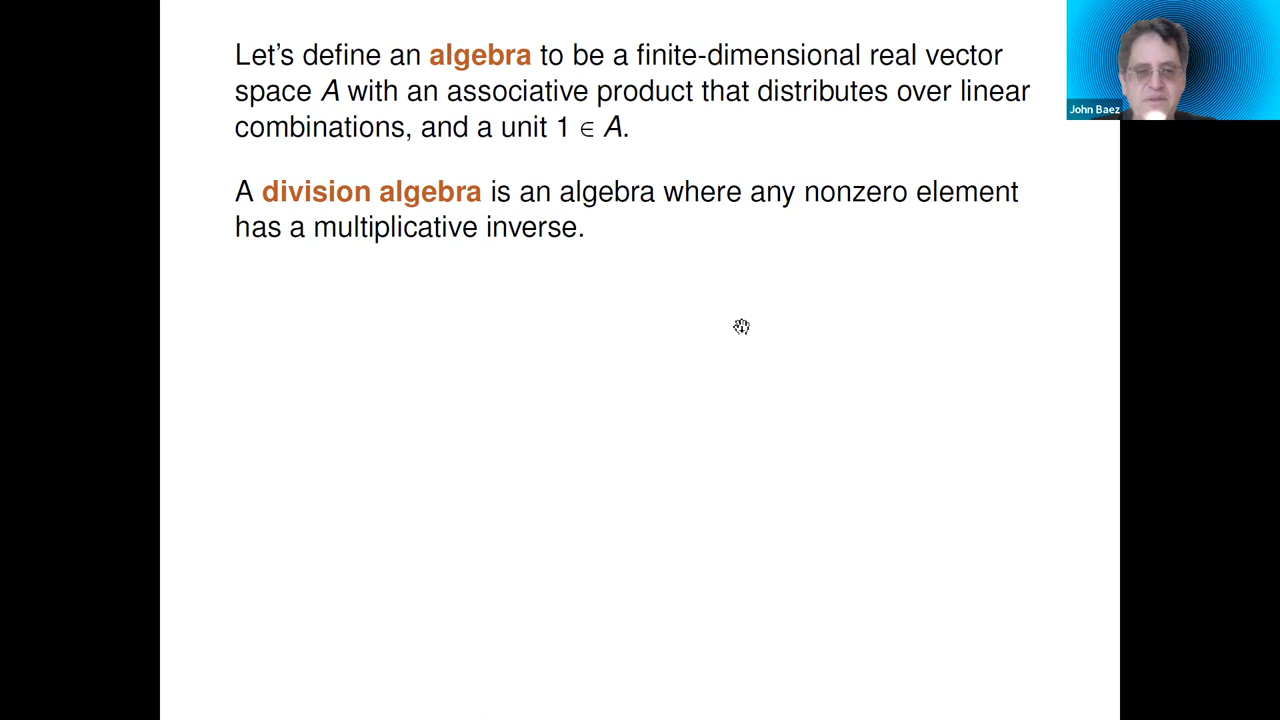 Let's define an algebra to be a finite-dimensional real vector
space A with an associative product that distributes over linear
combinations, and a unit 1 ∈ A.
A division algebra is an algebra where any nonzero element
has a multiplicative inverse.
John Baez